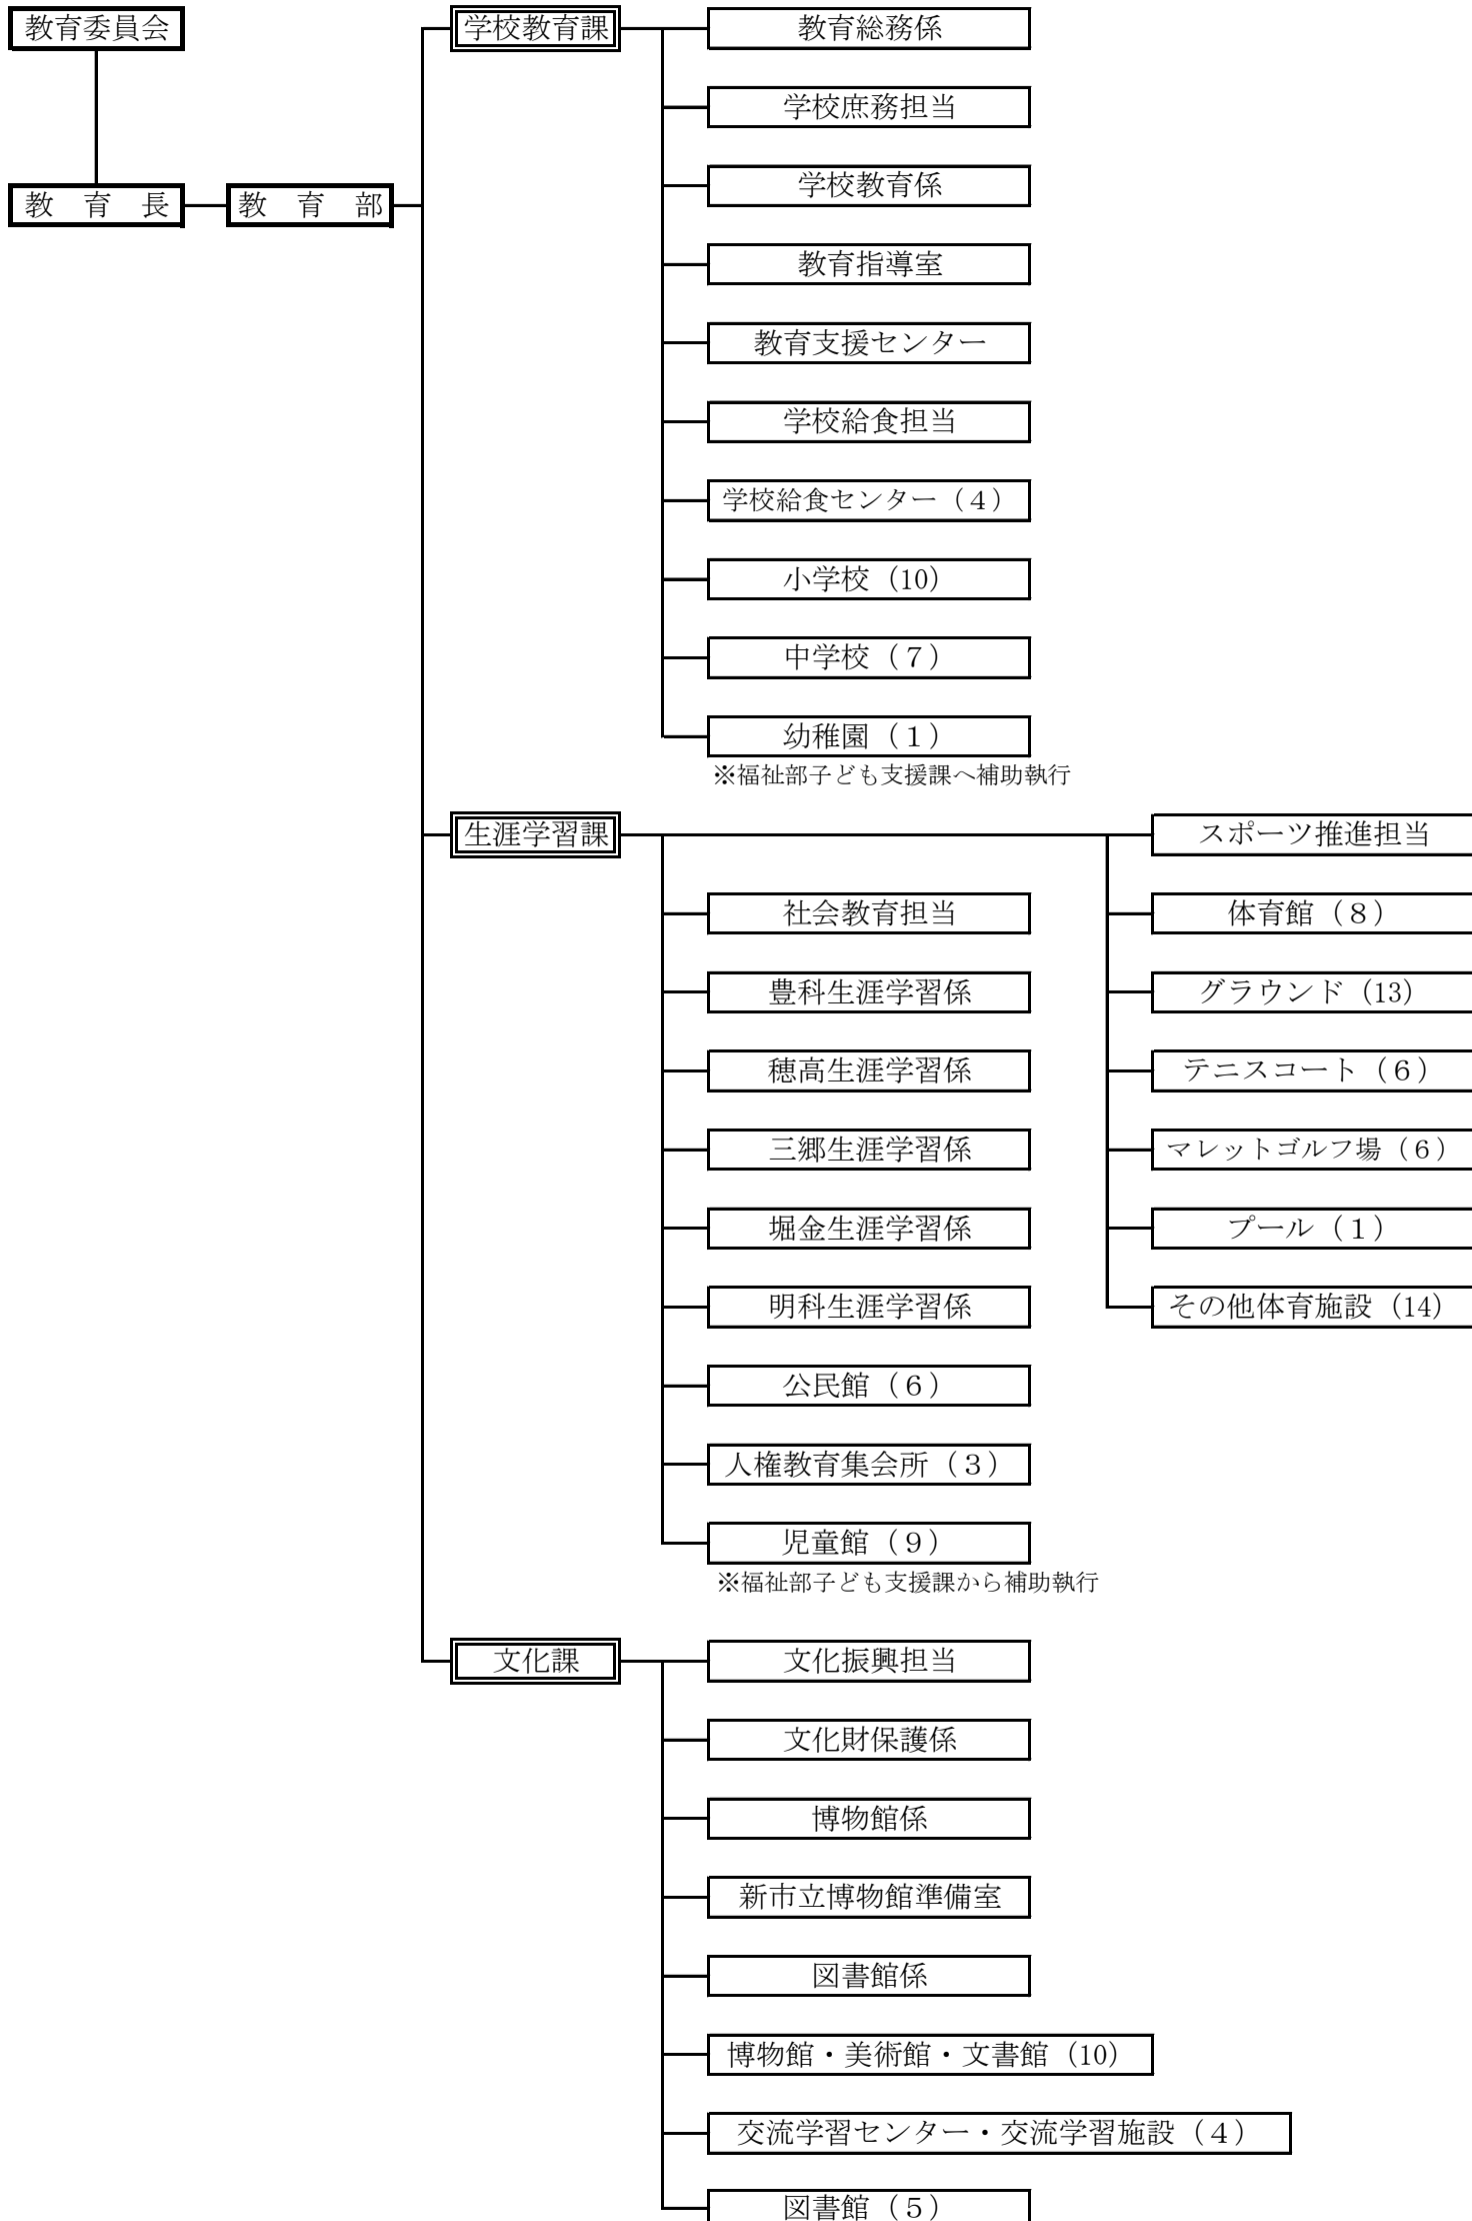 教育委員会
教　育　長
教　育　部
学校教育課
教育総務係
学校庶務担当
学校教育係
教育指導室
教育支援センター
学校給食担当
学校給食センター（４）
小学校（10）
中学校（７）
幼稚園（１）
※福祉部子ども支援課へ補助執行
生涯学習課
社会教育担当
豊科生涯学習係
穂高生涯学習係
三郷生涯学習係
堀金生涯学習係
明科生涯学習係
公民館（６）
人権教育集会所（３）
児童館（９）
※福祉部子ども支援課から補助執行
スポーツ推進担当
体育館（８）
グラウンド（13）
テニスコート（６）
マレットゴルフ場（６）
プール（１）
その他体育施設（14）
文化課
文化振興担当
文化財保護係
博物館係
新市立博物館準備室
図書館係
博物館・美術館・文書館（10）
交流学習センター・交流学習施設（４）
図書館（５）